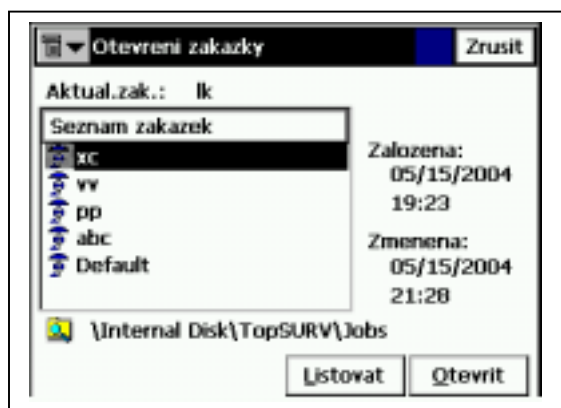 Otevreni zakazky Zrusit
Aktual.zak.: lk
Seznam zakazek
xc
vv
pp
abc
Default
Zalozena:
05/15/2004
19:23
Zmenena:
05/15/2004
21:28
\Internal Disk\TopSURV\Jobs
Listovat Otevrit